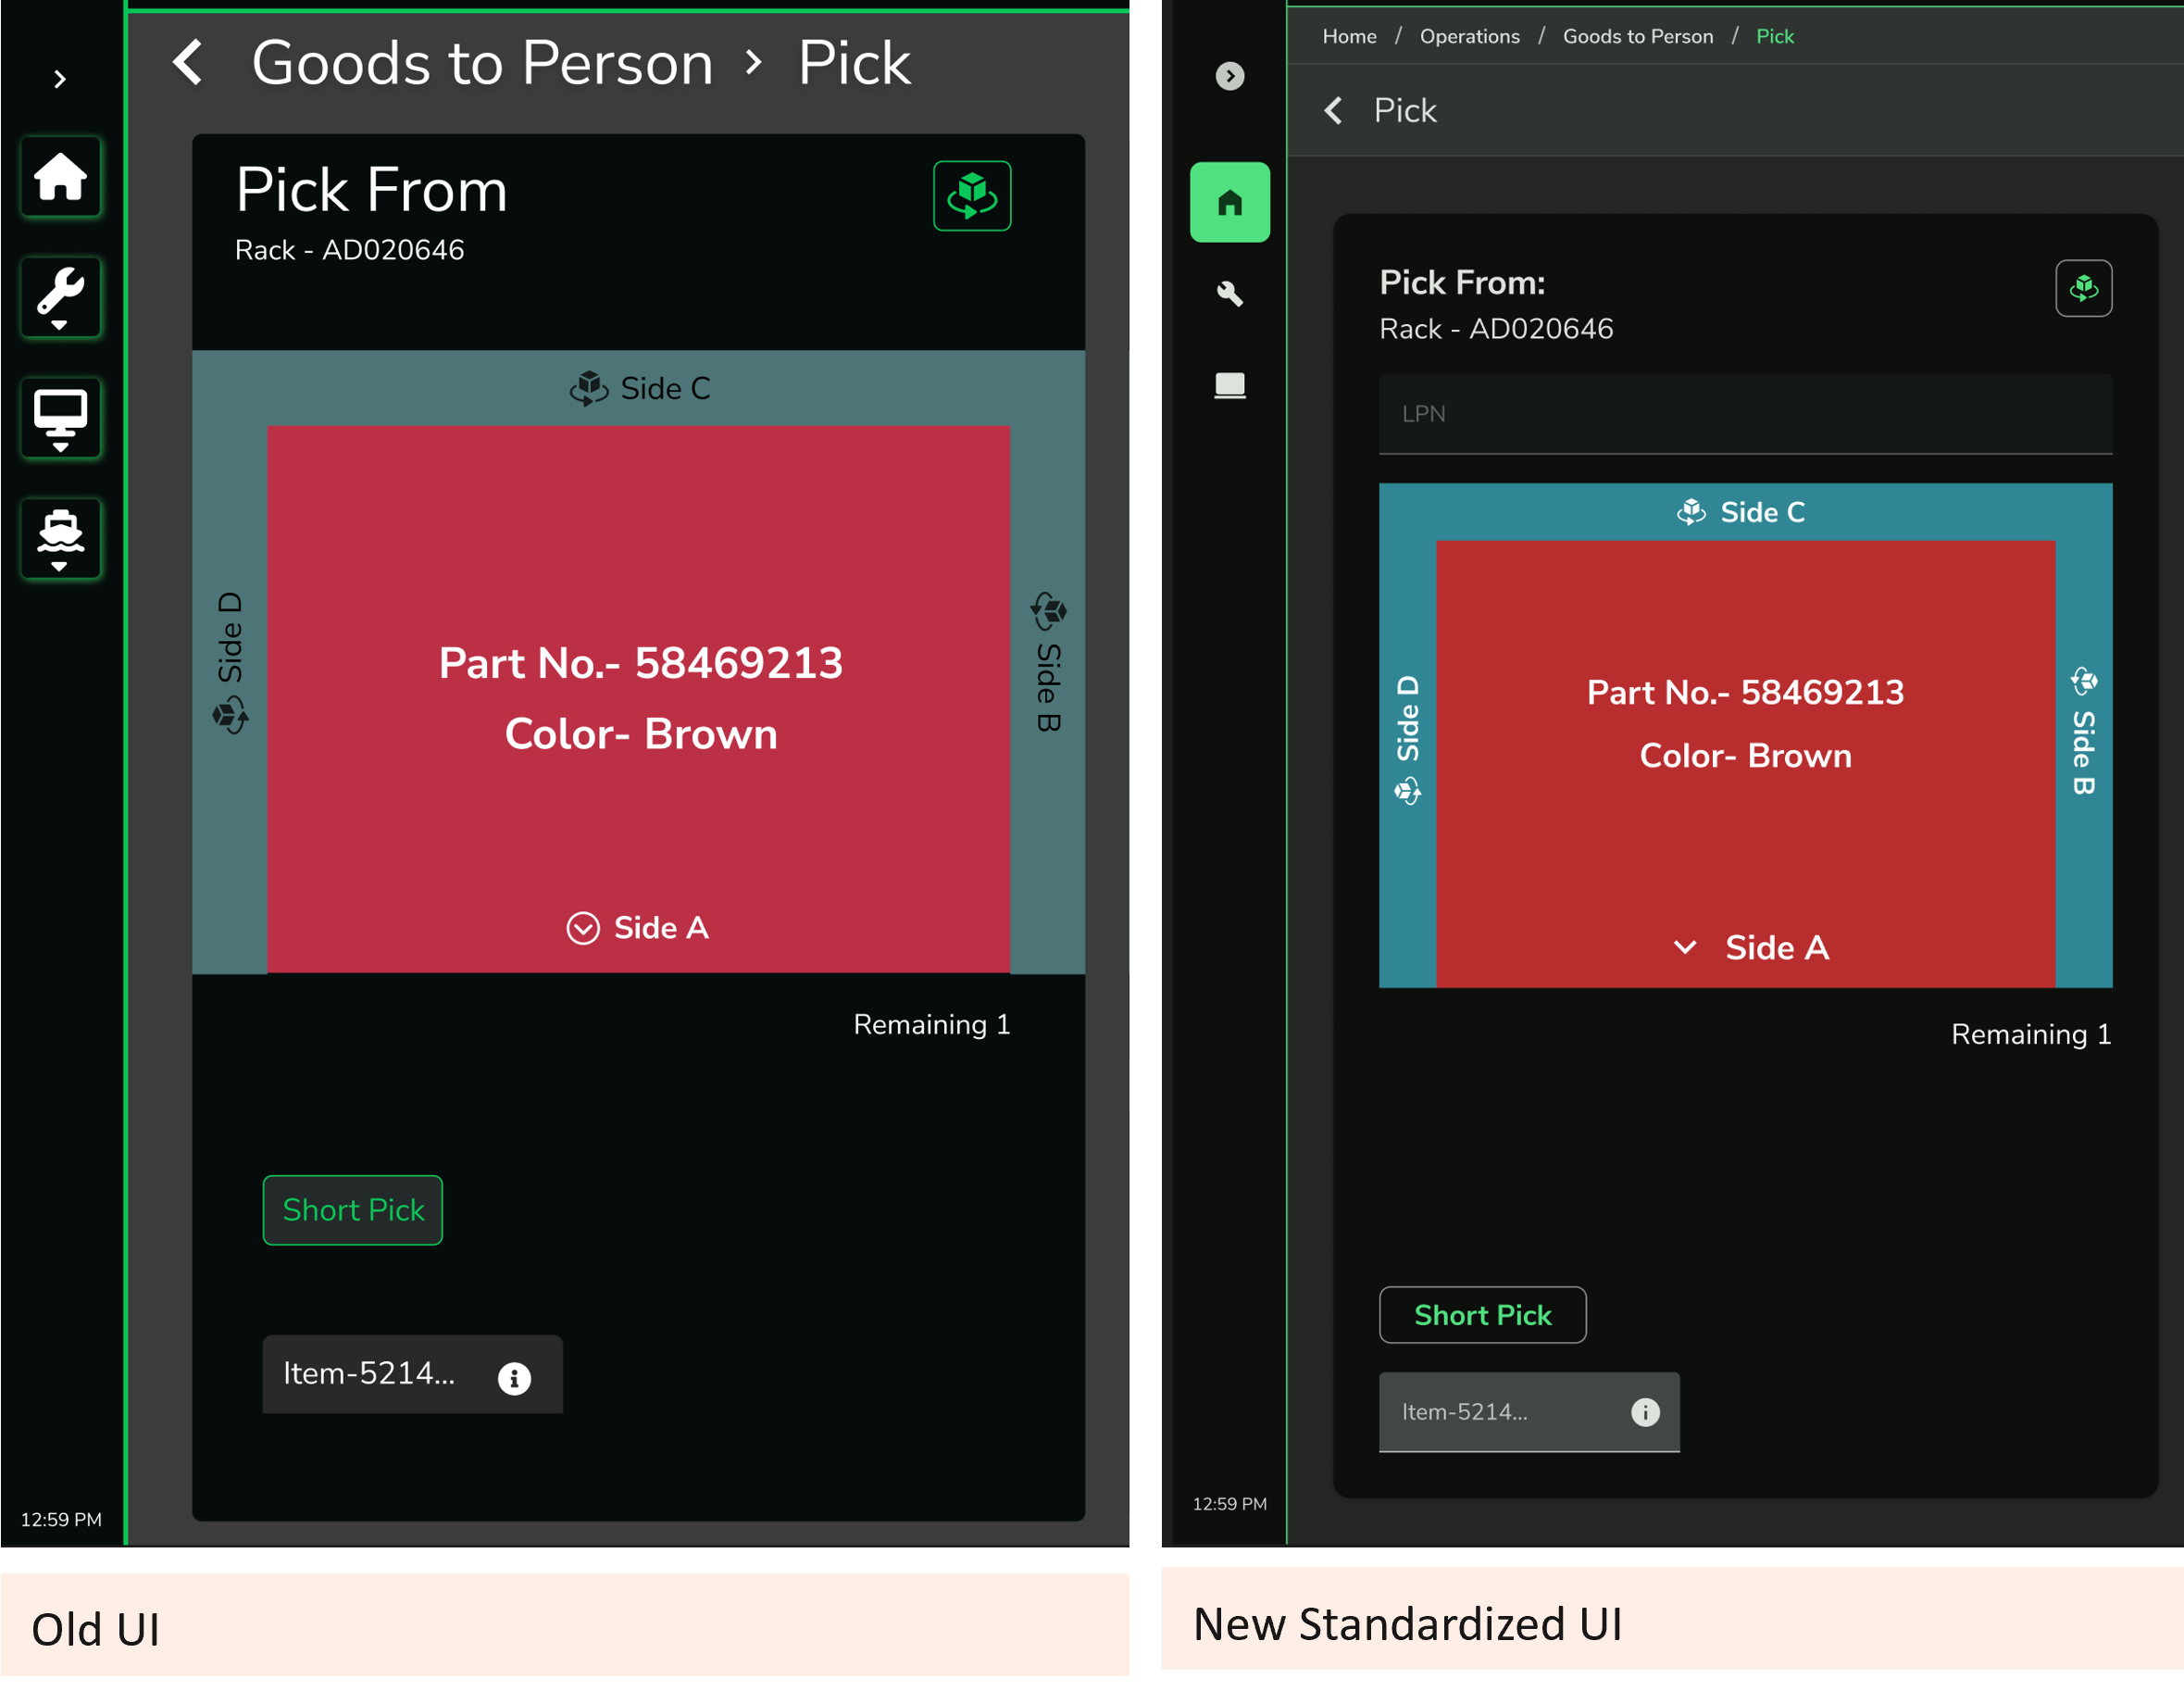 Goods to Person > Pick
Pick From
Rack - AD020646
Side C
Side D
Side B
Part No.- 58469213
Color- Brown
Side A
Remaining 1
Short Pick
Item-5214...
12:59 PM
Old UI
Home / Operations / Goods to Person / Pick
Pick
Pick From:
Rack - AD020646
LPN
Side C
Side D
Side B
Part No.- 58469213
Color- Brown
Side A
Remaining 1
Short Pick
Item-5214...
12:59 PM
New Standardized UI